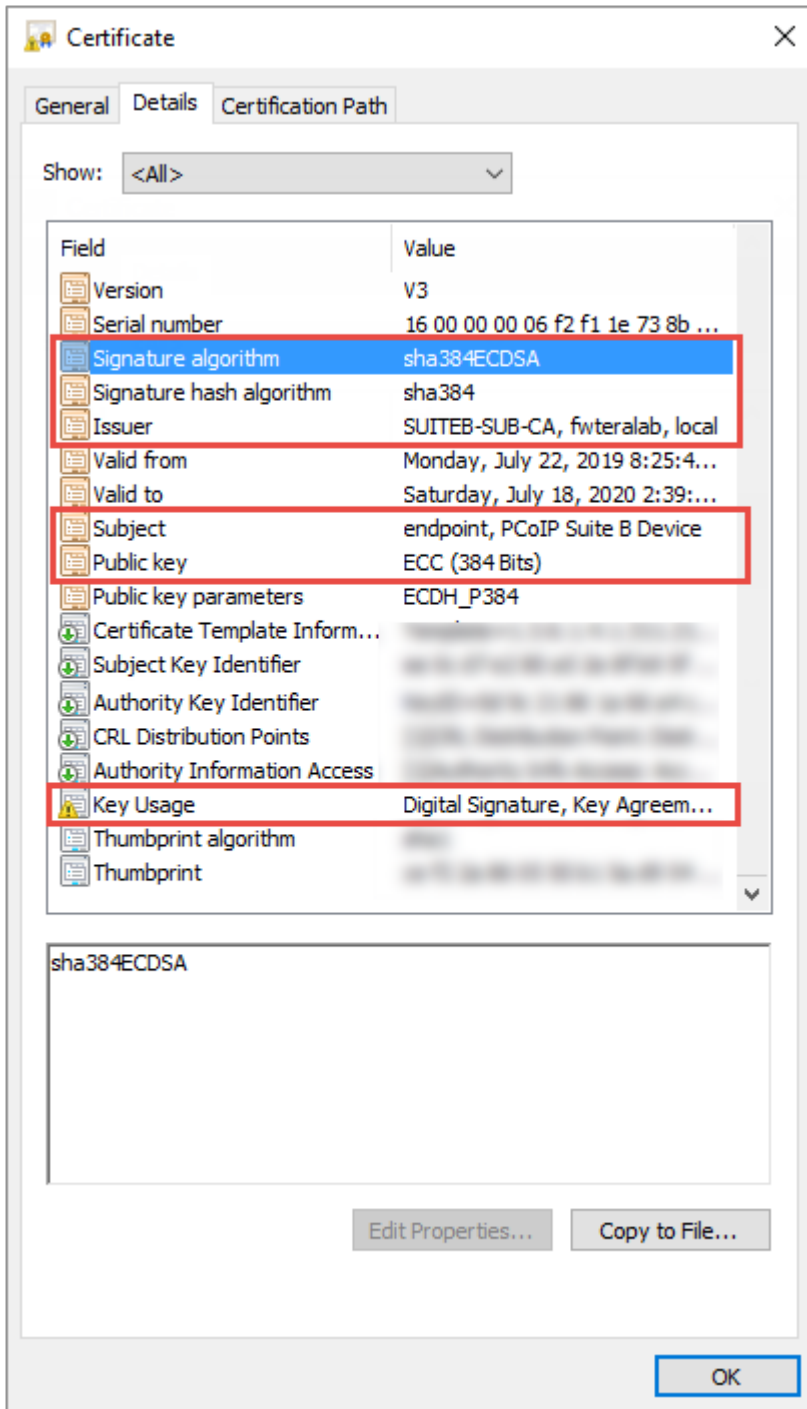 Certificate
General Details Certification Path
Show: <All>
Field Value
Version V3
Serial number 16 00 00 00 06 f2 f1 1e 73 8b ...
Signature algorithm sha384ECDSA
Signature hash algorithm sha384
Issuer SUITEB-SUB-CA, fwteralab, local
Valid from Monday, July 22, 2019 8:25:4...
Valid to Saturday, July 18, 2020 2:39:...
Subject endpoint, PCoIP Suite B Device
Public key ECC (384 Bits)
Public key parameters ECDH_P384
Certificate Template Inform...
Subject Key Identifier
Authority Key Identifier
CRL Distribution Points
Authority Information Access
Key Usage Digital Signature, Key Agreem...
Thumbprint algorithm
Thumbprint
sha384ECDSA
Edit Properties... Copy to File...
OK